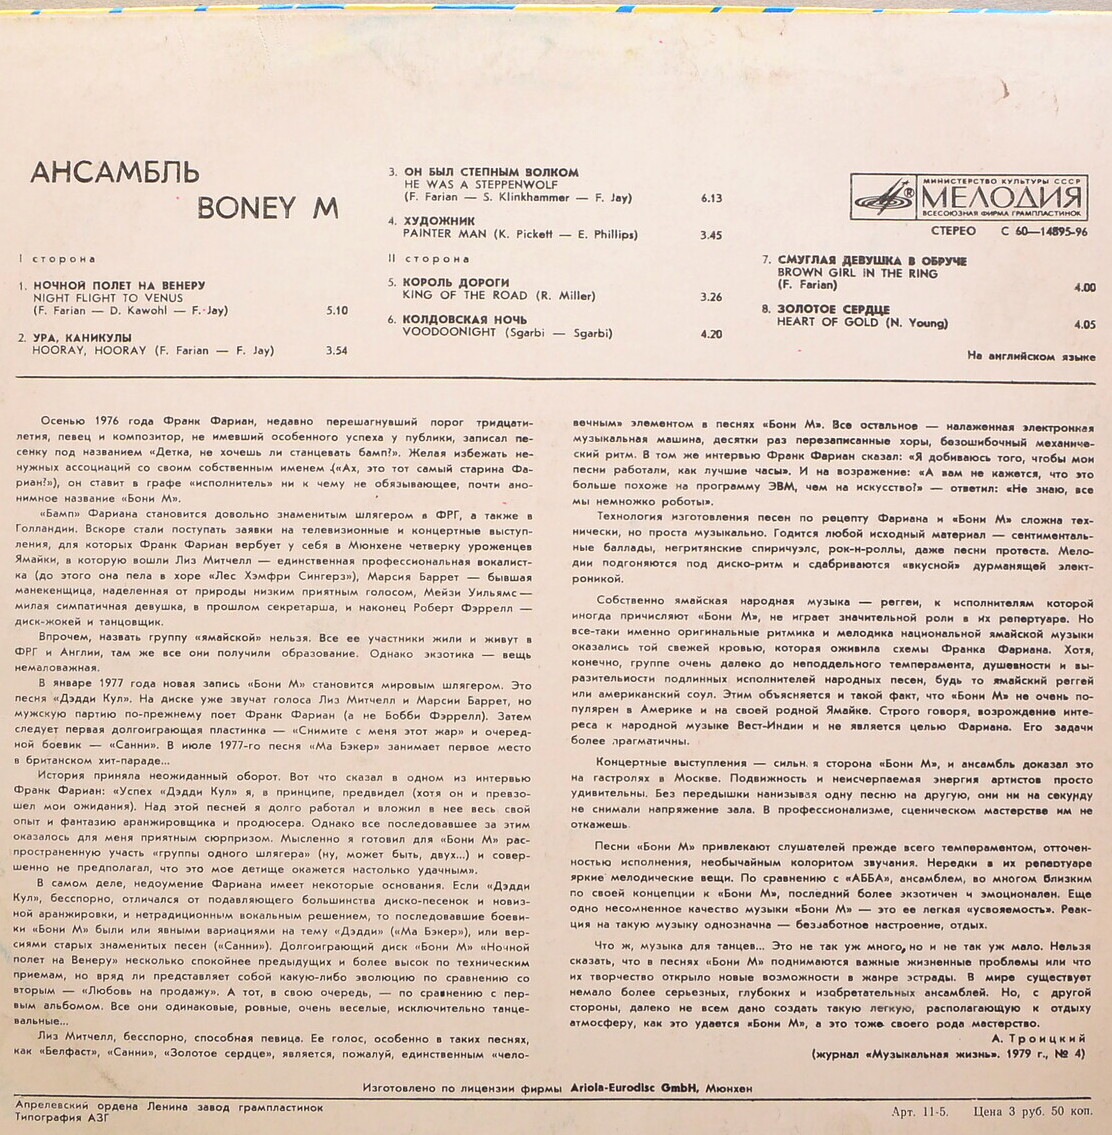 АНСАМБЛЬ
BONEY M
I сторона
1. НОЧНОЙ ПОЛЕТ НА ВЕНЕРУ
NIGHT FLIGHT TO VENUS
(F. Farian — D. Kawohl — F. Jay) 5.10
2. УРА, КАНИКУЛЫ
HOORAY, HOORAY (F. Farian — F. Jay) 3.54
3. ОН БЫЛ СТЕПНЫМ ВОЛКОМ
HE WAS A STEPPENWOLF
(F. Farian — S. Klinkhammer — F. Jay) 6.13
4. ХУДОЖНИК
PAINTER MAN (K. Pickett — E. Phillips) 3.45
II сторона
5. КОРОЛЬ ДОРОГИ
KING OF THE ROAD (R. Miller) 3.26
6. КОЛДОВСКАЯ НОЧЬ
VOODOONIGHT (Sgarbi — Sgarbi) 4.20
МИНИСТЕРСТВО КУЛЬТУРЫ СССР
® МЕЛОДИЯ
ВСЕСОЮЗНАЯ ФИРМА ГРАМПЛАСТИНОК
СТЕРЕО С 60—14895-96
7. СМУГЛАЯ ДЕВУШКА В ОБРУЧЕ
BROWN GIRL IN THE RING
(F. Farian) 4.00
8. ЗОЛОТОЕ СЕРДЦЕ
HEART OF GOLD (N. Young) 4.05
На английском языке
Осенью 1976 года Франк Фариан, недавно перешагнувший порог тридцати-
летия, певец и композитор, не имевший особенного успеха у публики, записал пе-
сенку под названием «Детка, не хочешь ли станцевать бамп?». Желая избежать не-
нужных ассоциаций со своим собственным именем («Ах, это тот самый старина Фа-
риан?»), он ставит в графе «исполнитель» ни к чему не обязывающее, почти ано-
нимное название «Бони М».
«Бамп» Фариана становится довольно знаменитым шлягером в ФРГ, а также в
Голландии. Вскоре стали поступать заявки на телевизионные и концертные выступ-
ления, для которых Франк Фариан вербует у себя в Мюнхене четверку уроженцев
Ямайки, в которую вошли Лиз Митчелл — единственная профессиональная вокалист-
ка (до этого она пела в хоре «Лес Хэмфри Сингерз»), Марсия Баррет — бывшая
манекенщица, наделенная от природы низким приятным голосом, Мейзи Уильямс —
милая симпатичная девушка, в прошлом секретарша, и наконец Роберт Фэррелл —
диск-жокей и танцовщик.
Впрочем, назвать группу «ямайской» нельзя. Все ее участники жили и живут в
ФРГ и Англии, там же все они получили образование. Однако экзотика — вещь
немаловажная.
В январе 1977 года новая запись «Бони М» становится мировым шлягером. Это
песня «Дэдди Кул». На диске уже звучат голоса Лиз Митчелл и Марсии Баррет, но
мужскую партию по-прежнему поет Франк Фариан (а не Бобби Фэррелл). Затем
следует первая долгоиграющая пластинка — «Снимите с меня этот жар» и очеред-
ной боевик — «Санни». В июле 1977-го песня «Ма Бэкер» занимает первое место
в британском хит-параде...
История приняла неожиданный оборот. Вот что сказал в одном из интервью
Франк Фариан: «Успех «Дэдди Кул» я, в принципе, предвидел (хотя он и превзо-
шел мои ожидания). Над этой песней я долго работал и вложил в нее весь свой
опыт и фантазию аранжировщика и продюсера. Однако все последовавшее за этим
оказалось для меня приятным сюрпризом. Мысленно я готовил для «Бони М» рас-
пространенную участь «группы одного шлягера» (ну, может быть, двух...) и совер-
шенно не предполагал, что это мое детище окажется настолько удачным».
В самом деле, недоумение Фариана имеет некоторые основания. Если «Дэдди
Кул», бесспорно, отличался от подавляющего большинства диско-песенок и новиз-
ной аранжировки, и нетрадиционным вокальным решением, то последовавшие боеви-
ки «Бони М» были или явными вариациями на тему «Дэдди» («Ма Бэкер»), или вер-
сиями старых знаменитых песен («Санни»). Долгоиграющий диск «Бони М» «Ночной
полет на Венеру» несколько спокойнее предыдущих и более высок по техническим
приемам, но вряд ли представляет собой какую-либо эволюцию по сравнению со
вторым — «Любовь на продажу». А тот, в свою очередь, — по сравнению с пер-
вым альбомом. Все они одинаковые, ровные, очень веселые, исключительно танце-
вальные...
Лиз Митчелл, бесспорно, способная певица. Ее голос, особенно в таких песнях,
как «Белфаст», «Санни», «Золотое сердце», является, пожалуй, единственным «чело-
вечным» элементом в песнях «Бони М». Все остальное — налаженная электронная
музыкальная машина, десятки раз перезаписанные хоры, безошибочный механиче-
ский ритм. В том же интервью Франк Фариан сказал: «Я добиваюсь того, чтобы мои
песни работали, как лучшие часы». И на возражение: «А вам не кажется, что это
больше похоже на программу ЭВМ, чем на искусство?» — ответил: «Не знаю, все
мы немножко роботы».
Технология изготовления песен по рецепту Фариана и «Бони М» сложна тех-
нически, но проста музыкально. Годится любой исходный материал — сентименталь-
ные баллады, негритянские спиричуэлс, рок-н-роллы, даже песни протеста. Мело-
дии подгоняются под диско-ритм и сдабриваются «вкусной» дурманящей элект-
роникой.
Собственно ямайская народная музыка — реггеи, к исполнителям которой
иногда причисляют «Бони М», не играет значительной роли в их репертуаре. Но
все-таки именно оригинальные ритмика и мелодика национальной ямайской музыки
оказались той свежей кровью, которая оживила схемы Франка Фариана. Хотя,
конечно, группе очень далеко до неподдельного темперамента, душевности и вы-
разительности подлинных исполнителей народных песен, будь то ямайский реггей
или американский соул. Этим объясняется и такой факт, что «Бони М» не очень по-
пулярен в Америке и на своей родной Ямайке. Строго говоря, возрождение инте-
реса к народной музыке Вест-Индии и не является целью Фариана. Его задачи
более прагматичны.
Концертные выступления — сильная сторона «Бони М», и ансамбль доказал это
на гастролях в Москве. Подвижность и неисчерпаемая энергия артистов просто
удивительны. Без передышки нанизывая одну песню на другую, они ни на секунду
не снимали напряжение зала. В профессионализме, сценическом мастерстве им не
откажешь.
Песни «Бони М» привлекают слушателей прежде всего темпераментом, отточен-
ностью исполнения, необычайным колоритом звучания. Нередки в их репертуаре
яркие мелодические вещи. По сравнению с «АББА», ансамблем, во многом близким
по своей концепции к «Бони М», последний более экзотичен и эмоционален. Еще
одно несомненное качество музыки «Бони М» — это ее легкая «усвояемость». Реак-
ция на такую музыку однозначна — беззаботное настроение, отдых.
Что ж, музыка для танцев... Это не так уж много, но и не так уж мало. Нельзя
сказать, что в песнях «Бони М» поднимаются важные жизненные проблемы или что
их творчество открыло новые возможности в жанре эстрады. В мире существует
немало более серьезных, глубоких и изобретательных ансамблей. Но, с другой
стороны, далеко не всем дано создать такую легкую, располагающую к отдыху
атмосферу, как это удается «Бони М», а это тоже своего рода мастерство.
А. Троицкий
(журнал «Музыкальная жизнь». 1979 г., № 4)
Изготовлено по лицензии фирмы Ariola-Eurodisc GmbH, Мюнхен
Апрелевский ордена Ленина завод грампластинок
Типография АЗГ
Арт. 11-5. Цена 3 руб. 50 коп.